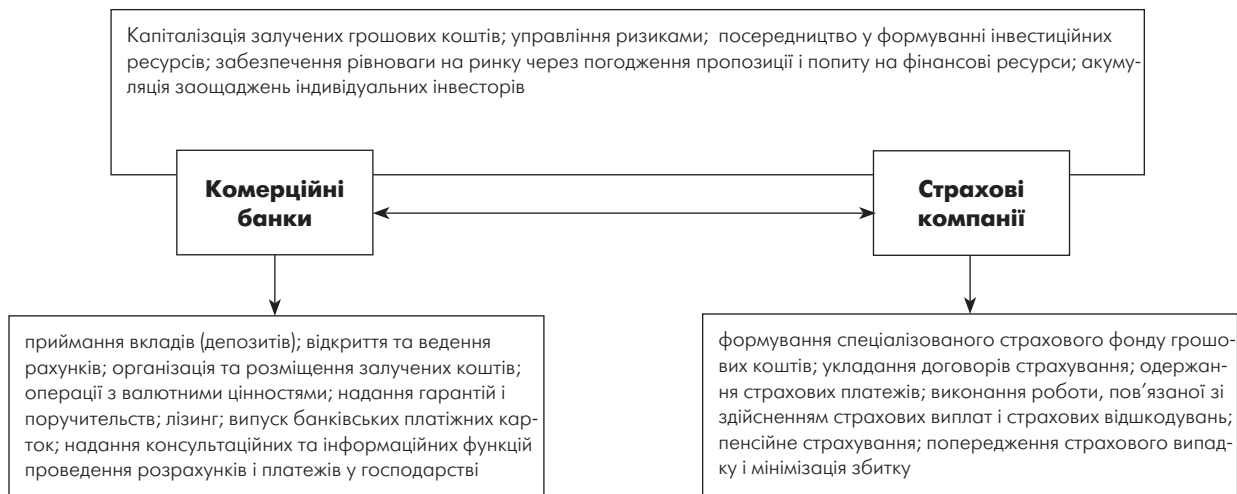 Капіталізація залучених грошових коштів; управління ризиками; посередництво у формуванні інвестиційних
ресурсів; забезпечення рівноваги на ринку через погодження пропозиції і попиту на фінансові ресурси; акуму-
ляція заощаджень індивідуальних інвесторів
Комерційні
банки
Страхові
компанії
приймання вкладів (депозитів); відкриття та ведення
рахунків; організація та розміщення залучених коштів;
операції з валютними цінностями; надання гарантій і
поручительств; лізинг; випуск банківських платіжних кар-
ток; надання консультаційних та інформаційних функцій
проведення розрахунків і платежів у господарстві
формування спеціалізованого страхового фонду грошо-
вих коштів; укладання договорів страхування; одержан-
ня страхових платежів; виконання роботи, пов’язаної зі
здійсненням страхових виплат і страхових відшкодувань;
пенсійне страхування; попередження страхового випад-
ку і мінімізація збитку